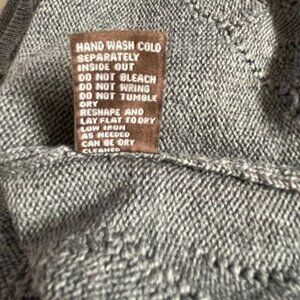 HAND WASH COLD
SEPARATELY
INSIDE OUT
DO NOT BLEACH
DO NOT WRING
DO NOT TUMBLE
DRY
RESHAPE AND
LAY FLAT TO DRY
LOW IRON
AS NEEDED
CAN BE DRY
CLEANED